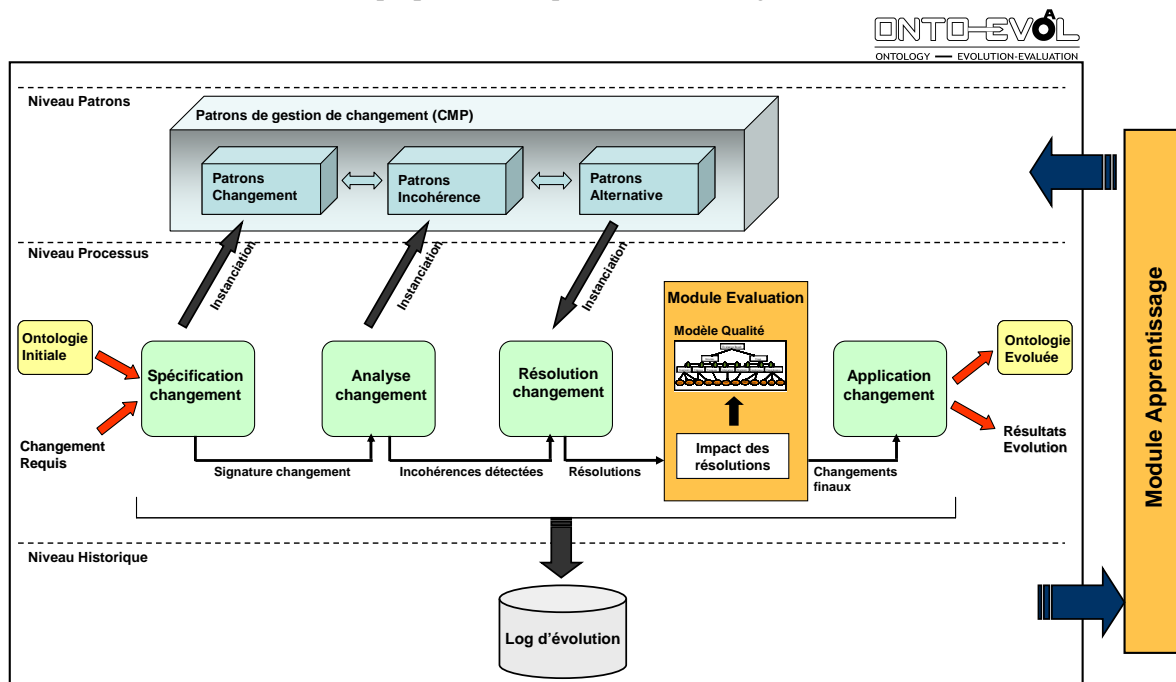 ONTO-EVOAL
ONTOLOGY — EVOLUTION-EVALUATION
Niveau Patrons
Patrons de gestion de changement (CMP)
Patrons
Changement
Patrons
Incohérence
Patrons
Alternative
Niveau Processus
Instanciation
Instanciation
Instanciation
Module Evaluation
Modèle Qualité
Ontologie
Initiale
Spécification
changement
Analyse
changement
Résolution
changement
Application
changement
Ontologie
Evoluée
Changement
Requis
Impact des
résolutions
Résultats
Evolution
Signature changement
Incohérences détectées
Résolutions
Changements
finaux
Niveau Historique
Log d’évolution
Module Apprentissage